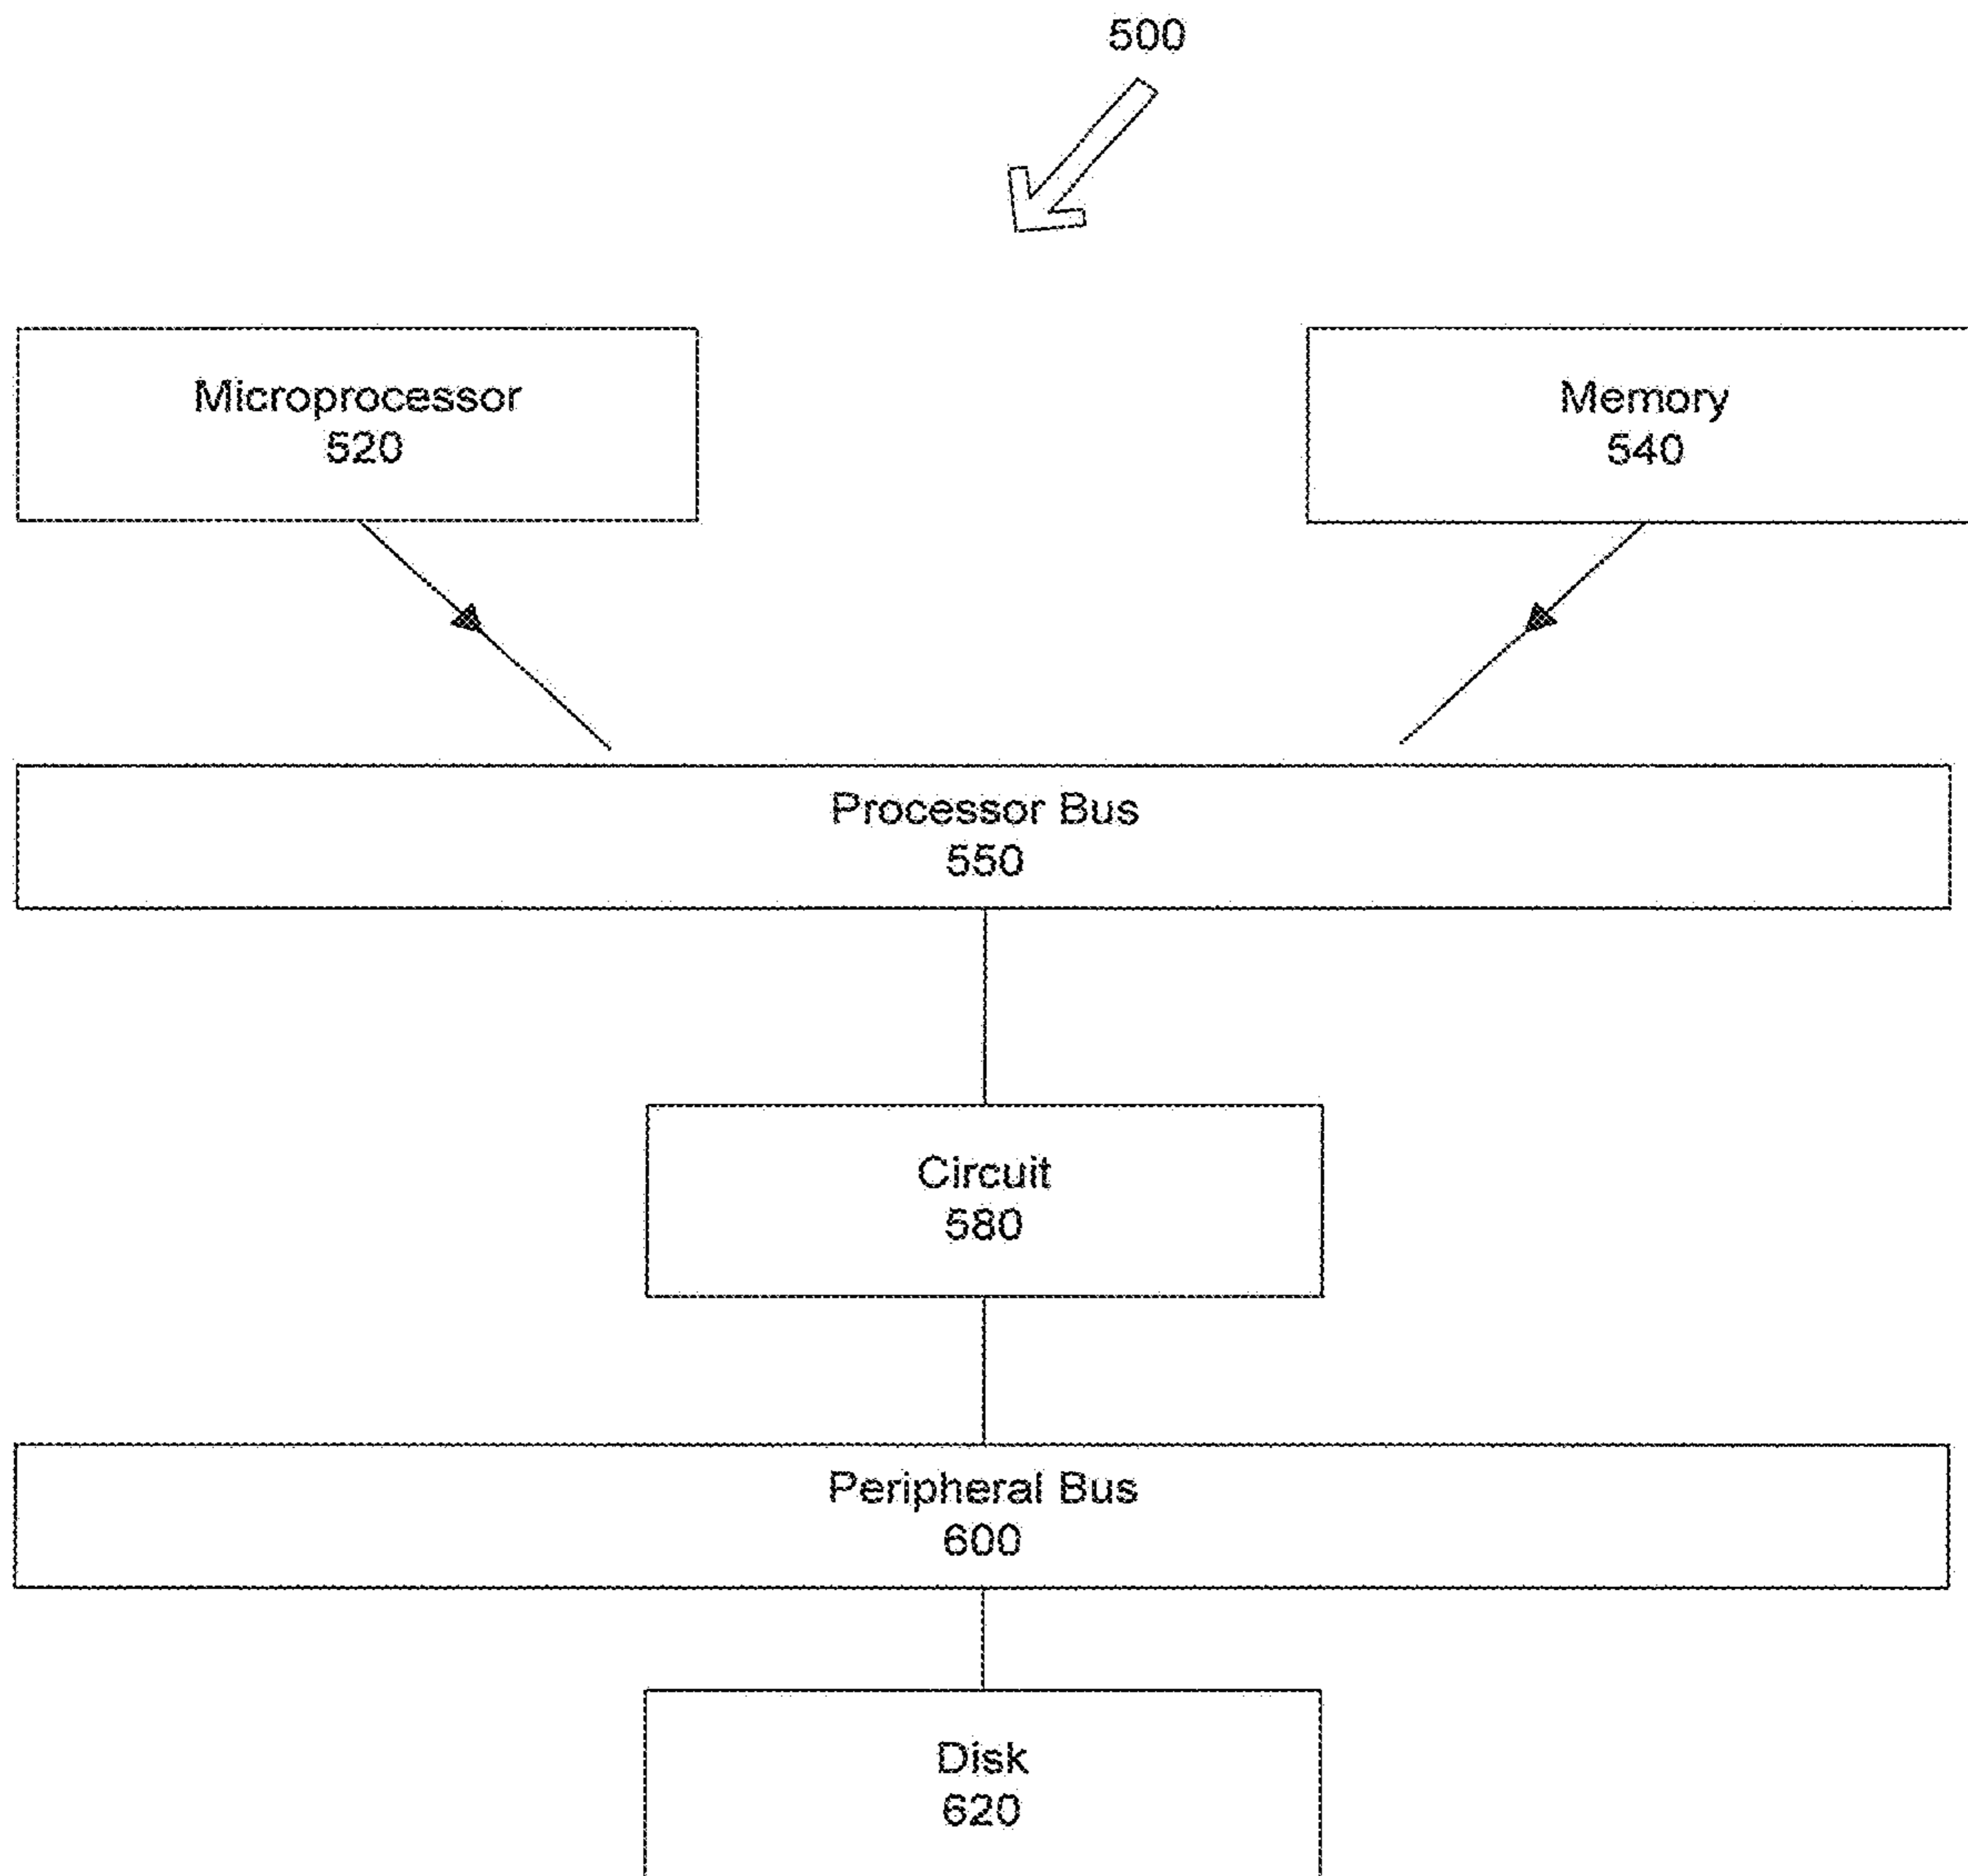 500
Microprocessor
520
Memory
540
Processor Bus
550
Circuit
580
Peripheral Bus
600
Disk
620